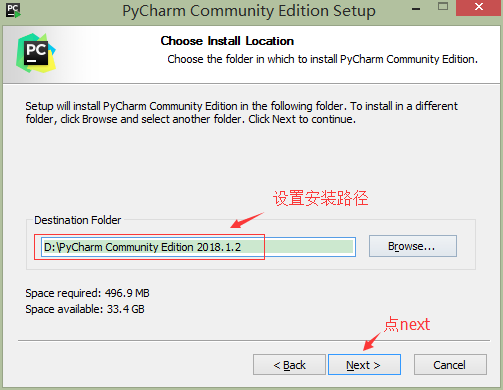 PC
PyCharm Community Edition Setup
PC
Choose Install Location
Choose the folder in which to install PyCharm Community Edition.
Setup will install PyCharm Community Edition in the following folder. To install in a different
folder, click Browse and select another folder. Click Next to continue.
设置安装路径
Destination Folder
D:\PyCharm Community Edition 2018.1.2
Browse...
Space required: 496.9 MB
Space available: 33.4 GB
点next
< Back
Next >
Cancel